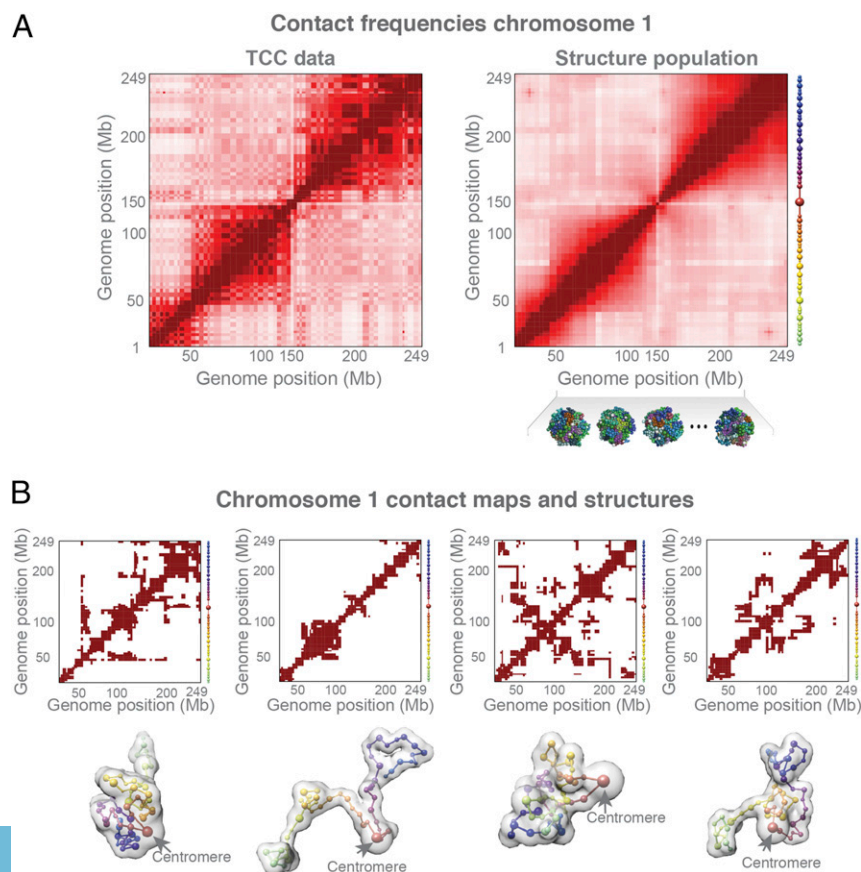 A
Contact frequencies chromosome 1
TCC data
Structure population
Genome position (Mb)
249
200
150
100
50
1
50 100 150 200 249
Genome position (Mb)
Genome position (Mb)
249
200
150
100
50
1
50 100 150 200 249
Genome position (Mb)
B
Chromosome 1 contact maps and structures
Genome position (Mb)
249
200
100
50
50 100 200 249
Genome position (Mb)
Genome position (Mb)
249
200
100
50
50 100 200 249
Genome position (Mb)
Genome position (Mb)
249
200
100
50
50 100 200 249
Genome position (Mb)
Genome position (Mb)
249
200
100
50
50 100 200 249
Genome position (Mb)
Centromere
Centromere
Centromere
Centromere